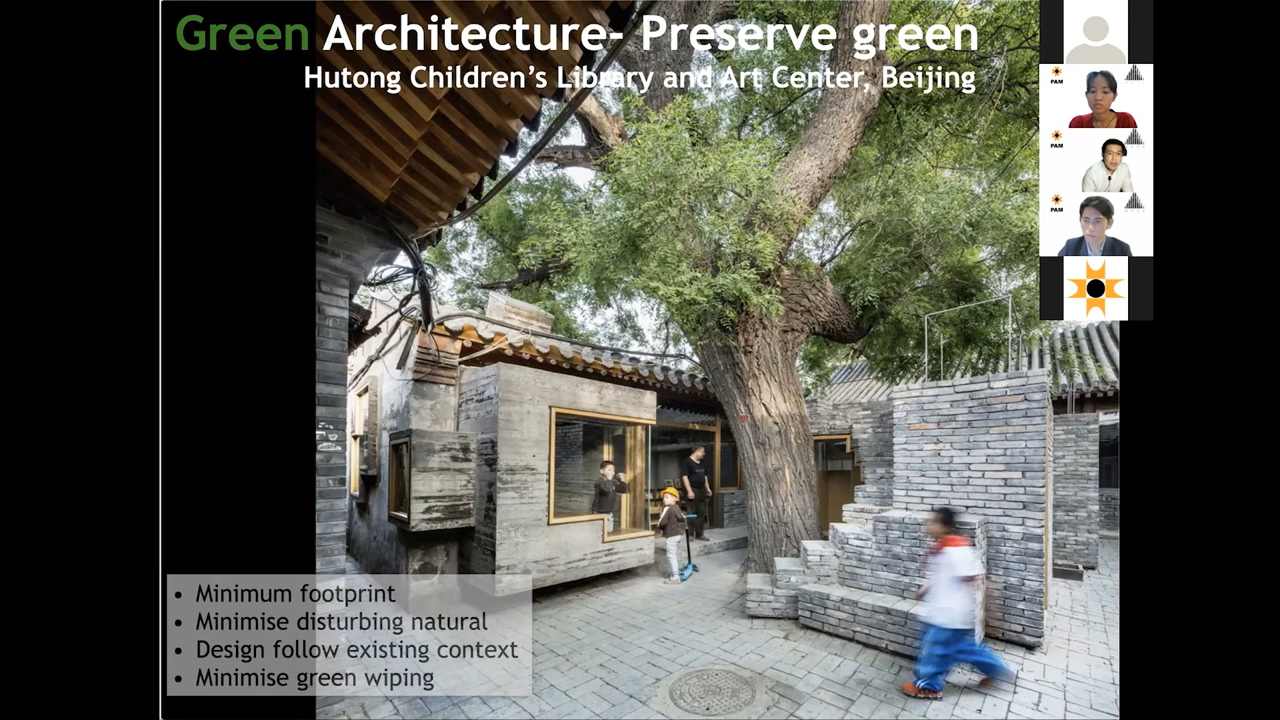 Green Architecture- Preserve green
Hutong Children's Library and Art Center, Beijing
• Minimum footprint
• Minimise disturbing natural
• Design follow existing context
• Minimise green wiping
PAM
PAM
PAM